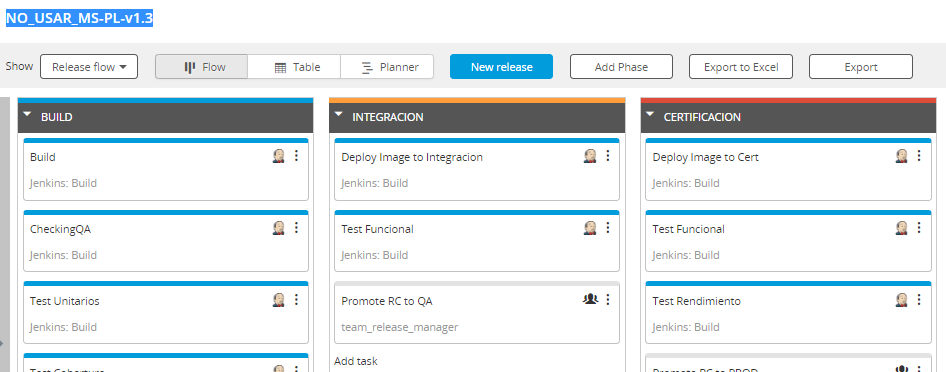 NO_USAR_MS-PL-v1.3
Show Release flow Flow Table Planner New release Add Phase Export to Excel Export
BUILD
Build
Jenkins: Build
CheckingQA
Jenkins: Build
Test Unitarios
Jenkins: Build
Test Cobertura
INTEGRACION
Deploy Image to Integracion
Jenkins: Build
Test Funcional
Jenkins: Build
Promote RC to QA
team_release_manager
Add task
CERTIFICACION
Deploy Image to Cert
Jenkins: Build
Test Funcional
Jenkins: Build
Test Rendimiento
Jenkins: Build
Promote RC to PROD